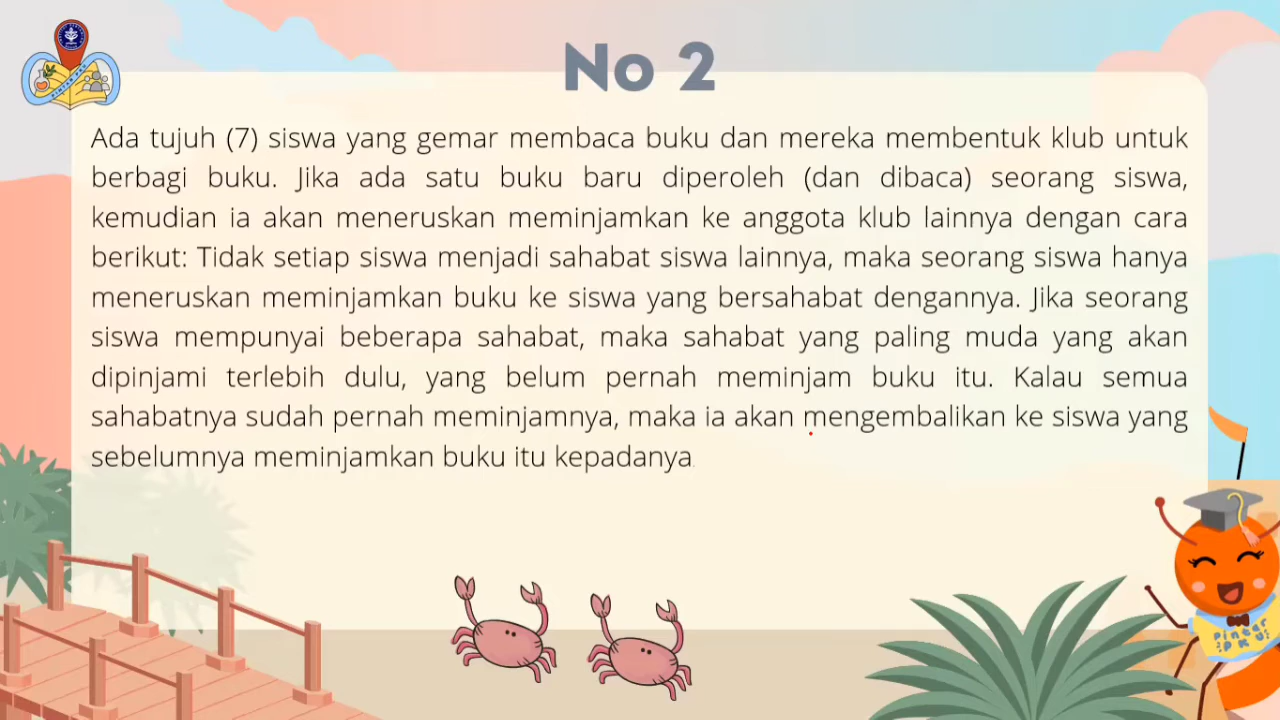 No 2
Ada tujuh (7) siswa yang gemar membaca buku dan mereka membentuk klub untuk
berbagi buku. Jika ada satu buku baru diperoleh (dan dibaca) seorang siswa,
kemudian ia akan meneruskan meminjamkan ke anggota klub lainnya dengan cara
berikut: Tidak setiap siswa menjadi sahabat siswa lainnya, maka seorang siswa hanya
meneruskan meminjamkan buku ke siswa yang bersahabat dengannya. Jika seorang
siswa mempunyai beberapa sahabat, maka sahabat yang paling muda yang akan
dipinjami terlebih dulu, yang belum pernah meminjam buku itu. Kalau semua
sahabatnya sudah pernah meminjamnya, maka ia akan mengembalikan ke siswa yang
sebelumnya meminjamkan buku itu kepadanya.
pintar
PKU